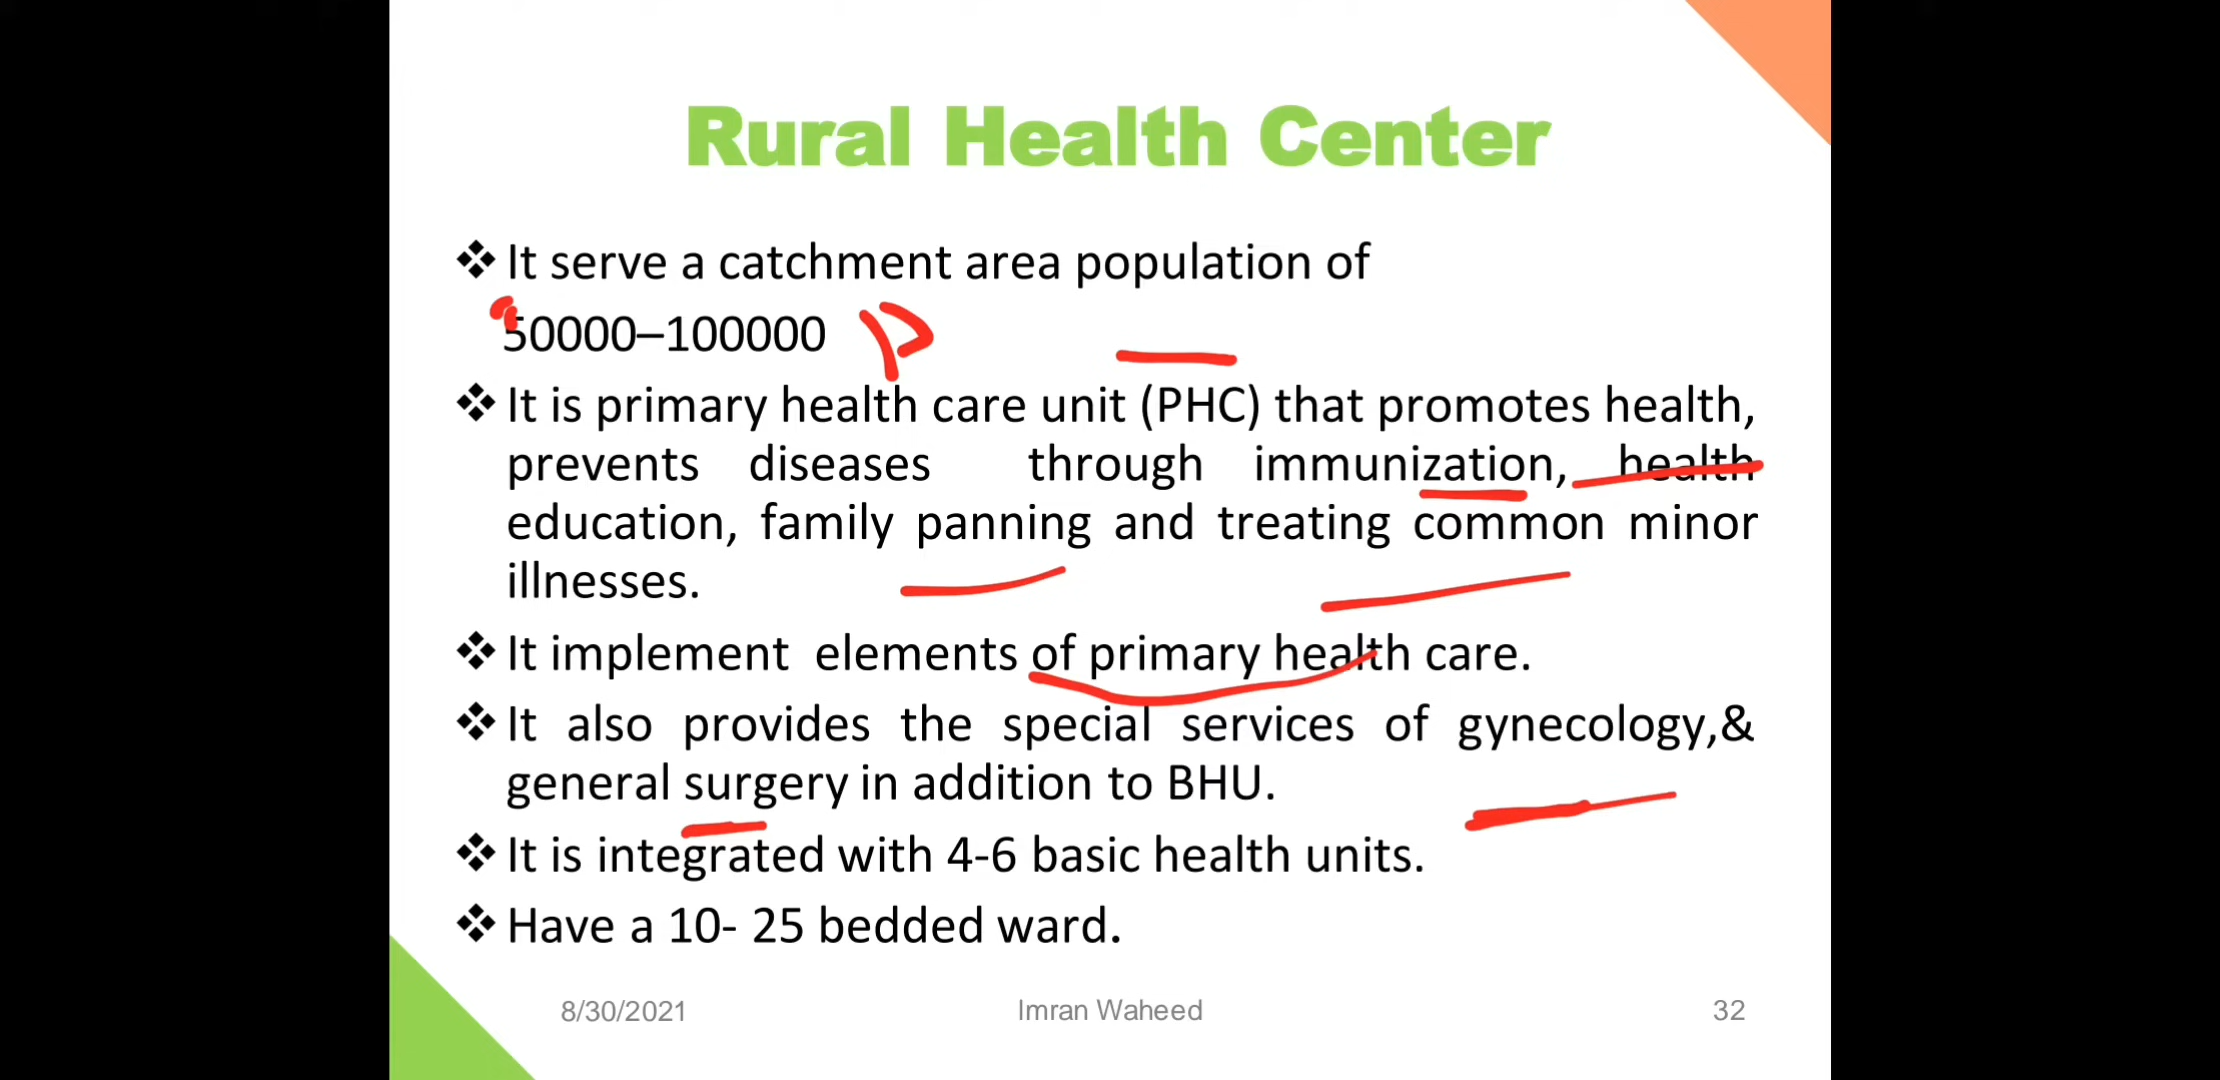 Rural Health Center
❖ It serve a catchment area population of
50000–100000
❖ It is primary health care unit (PHC) that promotes health,
prevents diseases through immunization, health
education, family panning and treating common minor
illnesses.
❖ It implement elements of primary health care.
❖ It also provides the special services of gynecology,&
general surgery in addition to BHU.
❖ It is integrated with 4-6 basic health units.
❖ Have a 10- 25 bedded ward.
8/30/2021 Imran Waheed 32